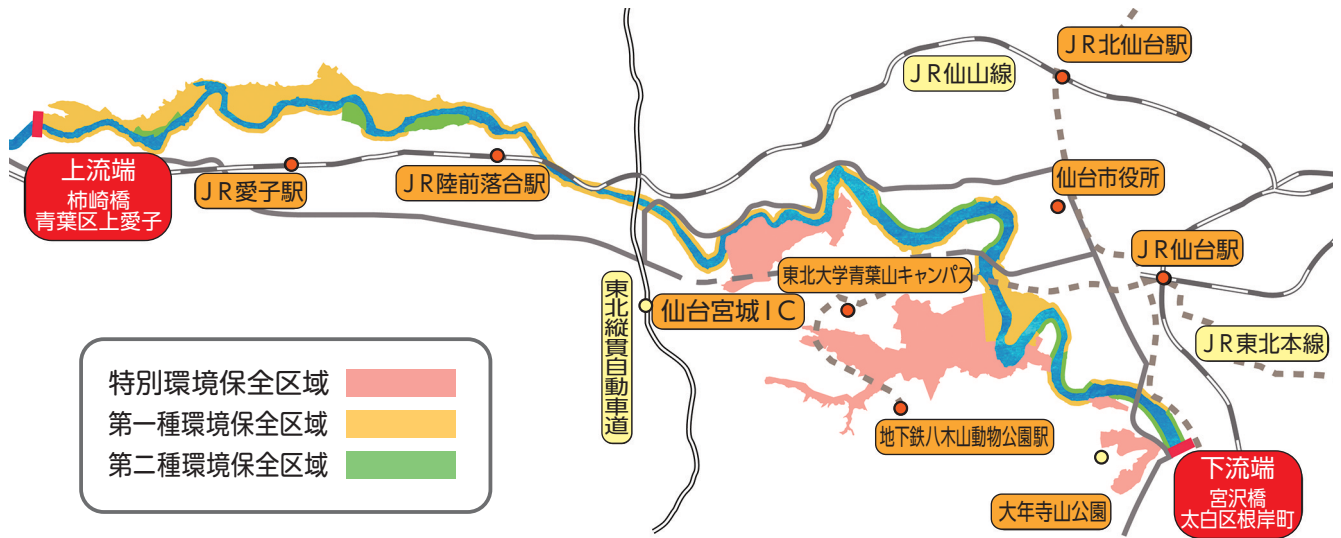 JR北仙台駅
JR仙山線
上流端
柿崎橋
青葉区上愛子
JR愛子駅
JR陸前落合駅
仙台市役所
JR仙台駅
東北大学青葉山キャンパス
東北縦貫自動車道
仙台宮城IC
JR東北本線
特別環境保全区域
第一種環境保全区域
第二種環境保全区域
地下鉄八木山動物公園駅
大年寺山公園
下流端
宮沢橋
太白区根岸町